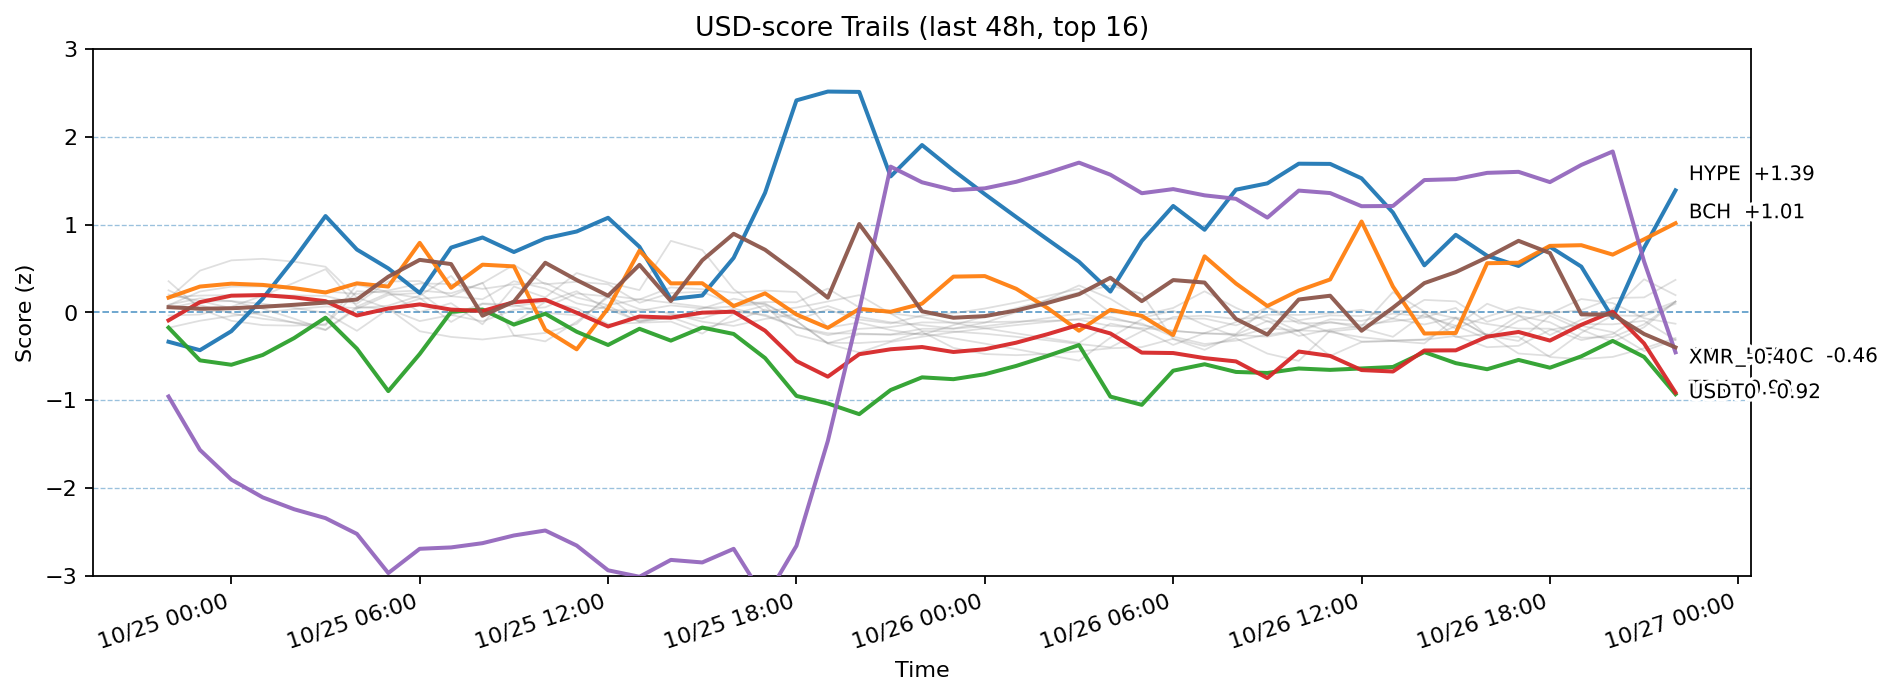 USD-score Trails (last 48h, top 16)
Score (z)
3
2
1
0
−1
−2
−3
HYPE +1.39
BCH +1.01
XMR -0.40
C -0.46
USDT0 -0.92
10/25 00:00
10/25 06:00
10/25 12:00
10/25 18:00
10/26 00:00
10/26 06:00
10/26 12:00
10/26 18:00
10/27 00:00
Time